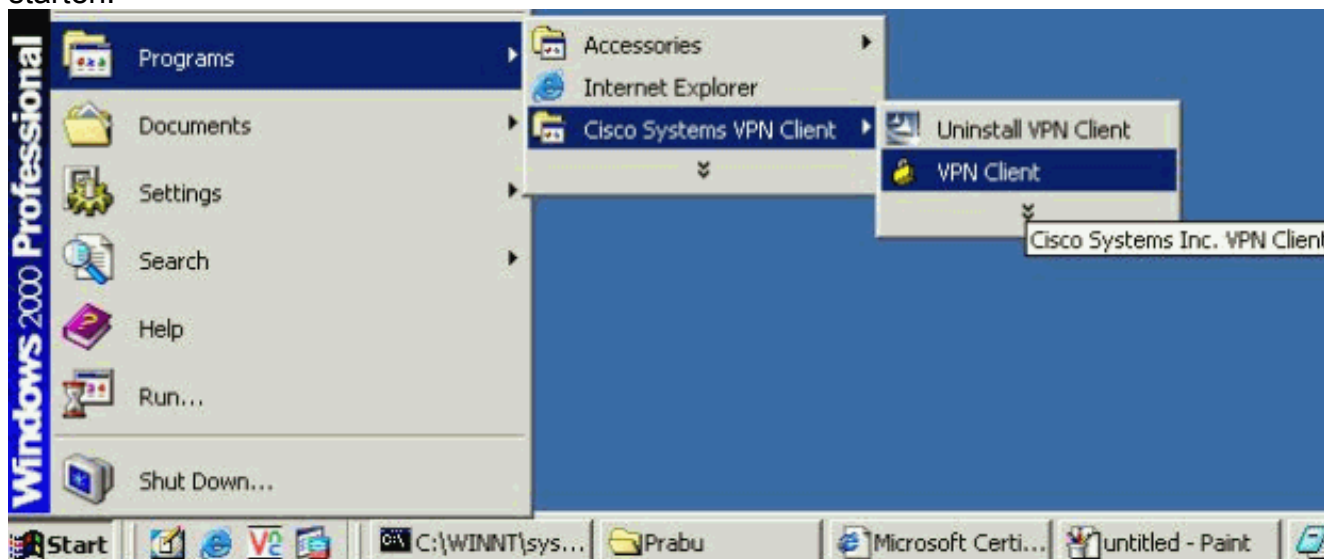 starten.
Windows 2000 Professional
Programs
Documents
Settings
Search
Help
Run...
Shut Down...
Accessories
Internet Explorer
Cisco Systems VPN Client
Uninstall VPN Client
VPN Client
Cisco Systems Inc. VPN Client
Start
C:\WINNT\sys...
Prabu
Microsoft Certi...
untitled - Paint